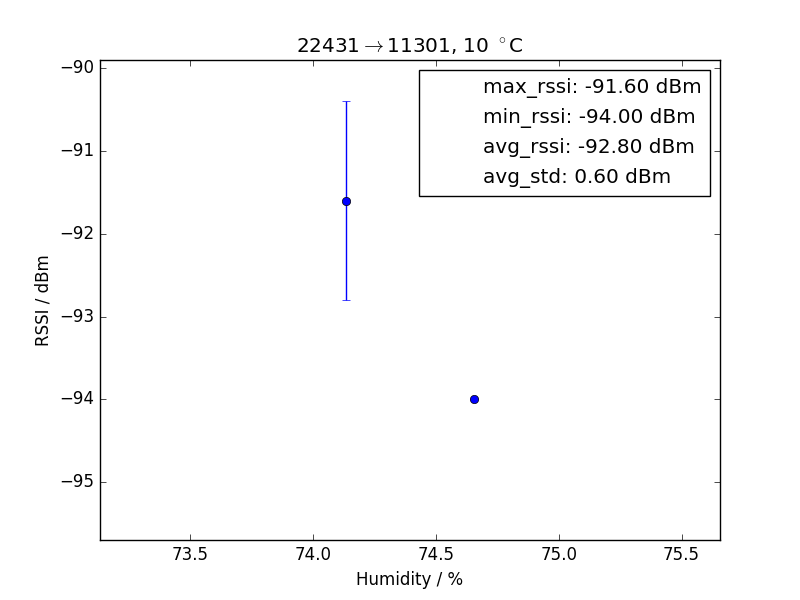 22431→11301, 10 °C
max_rssi: -91.60 dBm
min_rssi: -94.00 dBm
avg_rssi: -92.80 dBm
avg_std: 0.60 dBm
−90
−91
−92
−93
−94
−95
RSSI / dBm
73.5 74.0 74.5 75.0 75.5
Humidity / %